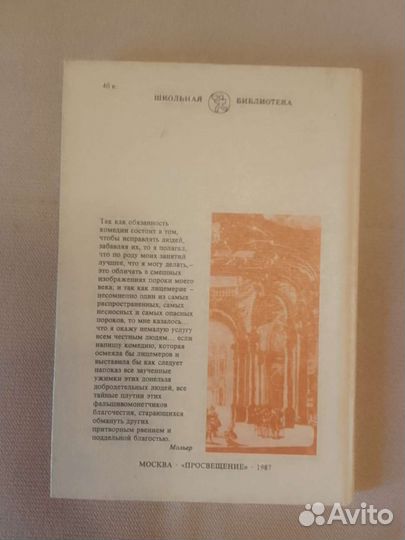 40 к.
ШКОЛЬНАЯ БИБЛИОТЕКА
Так как обязанность
комедии состоит в том,
чтобы исправлять людей,
забавляя их, то я полагал,
что по роду моих занятий
лучшее, что я могу делать,—
это обличать в смешных
изображениях пороки моего
века; и так как лицемерие —
несомненно один из самых
распространенных, самых
несносных и самых опасных
пороков, то мне казалось...
что я окажу немалую услугу
всем честным людям... если
напишу комедию, которая
осмеяла бы лицемеров и
выставила бы как следует
напоказ все заученные
ужимки этих донельзя
добродетельных людей, все
тайные плутни этих
фальшивомонетчиков
благочестия, старающихся
обмануть других
притворным рвением и
поддельной благостью.
Мольер
МОСКВА · «ПРОСВЕЩЕНИЕ» · 1987
Avito